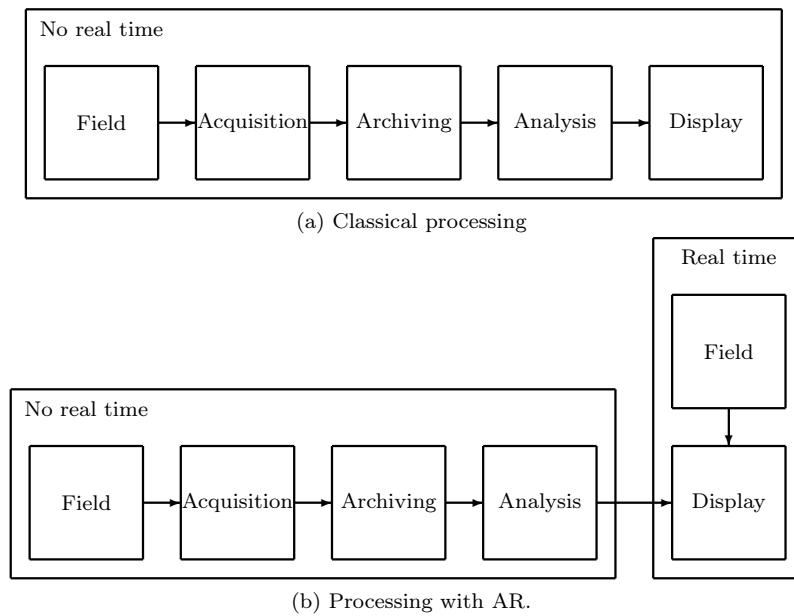 No real time
Field
Acquisition
Archiving
Analysis
Display
(a) Classical processing
Real time
Field
No real time
Field
Acquisition
Archiving
Analysis
Display
(b) Processing with AR.